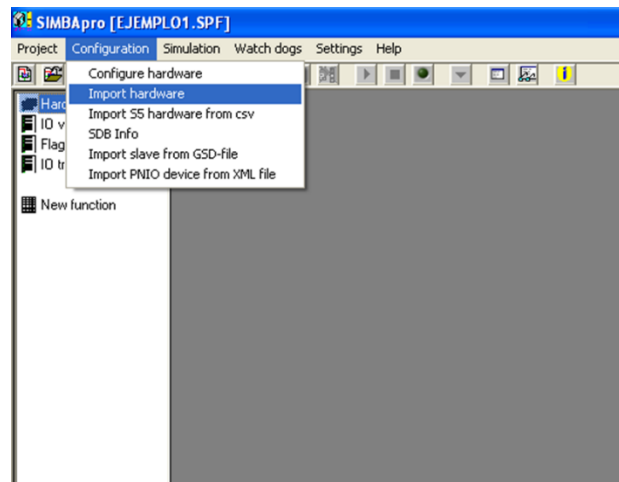 SIMBApro [EJEMPLO1.SPF]
Project Configuration Simulation Watch dogs Settings Help
Configure hardware
Import hardware
Import S5 hardware from csv
SDB Info
Import slave from GSD-file
Import PNIO device from XML file
Hard
IO v
Flag
IO tr
New function